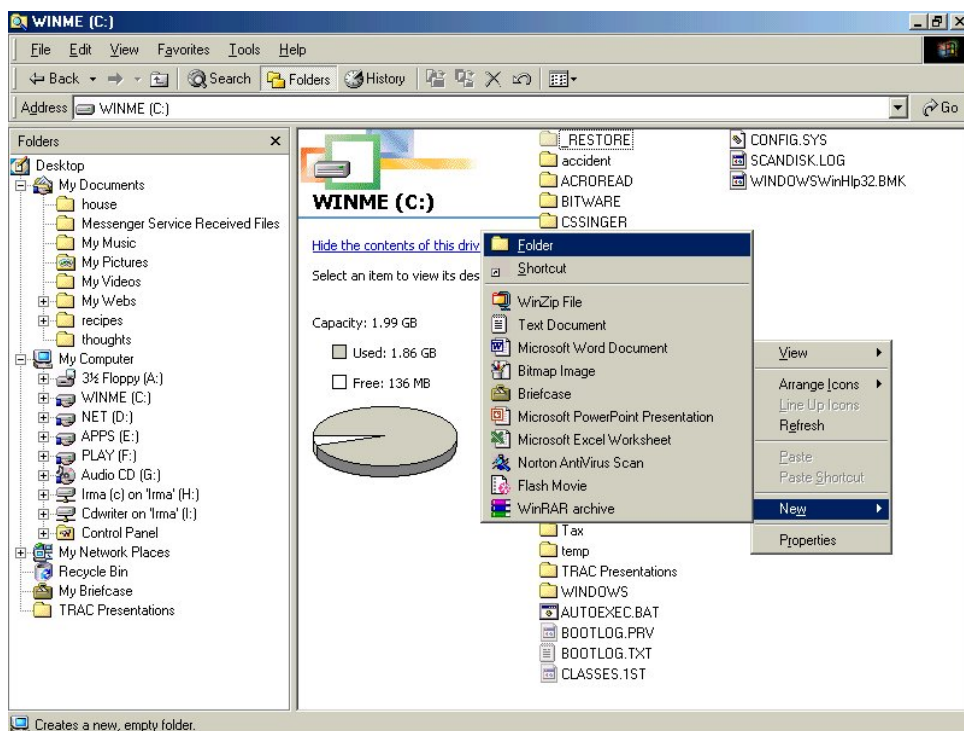 WINME (C:)
File Edit View Favorites Tools Help
Back Search Folders History
Address WINME (C:) Go
Folders
Desktop
My Documents
house
Messenger Service Received Files
My Music
My Pictures
My Videos
My Webs
recipes
thoughts
My Computer
3½ Floppy (A:)
WINME (C:)
NET (D:)
APPS (E:)
PLAY (F:)
Audio CD (G:)
Irma (c) on 'Irma' (H:)
Cdwriter on 'Irma' (I:)
Control Panel
My Network Places
Recycle Bin
My Briefcase
TRAC Presentations
WINME (C:)
Hide the contents of this driv
Select an item to view its des
Capacity: 1.99 GB
Used: 1.86 GB
Free: 136 MB
_RESTORE
accident
ACROREAD
BITWARE
CSSINGER
Tax
temp
TRAC Presentations
WINDOWS
AUTOEXEC.BAT
BOOTLOG.PRV
BOOTLOG.TXT
CLASSES.1ST
CONFIG.SYS
SCANDISK.LOG
WINDOWSWinHlp32.BMK
Folder
Shortcut
WinZip File
Text Document
Microsoft Word Document
Bitmap Image
Briefcase
Microsoft PowerPoint Presentation
Microsoft Excel Worksheet
Norton AntiVirus Scan
Flash Movie
WinRAR archive
View
Arrange Icons
Line Up Icons
Refresh
Paste
Paste Shortcut
New
Properties
Creates a new, empty folder.